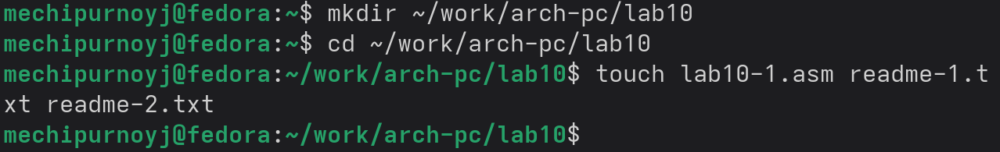 mechipurnoyj@fedora:~$ mkdir ~/work/arch-pc/lab10
mechipurnoyj@fedora:~$ cd ~/work/arch-pc/lab10
mechipurnoyj@fedora:~/work/arch-pc/lab10$ touch lab10-1.asm readme-1.t
xt readme-2.txt
mechipurnoyj@fedora:~/work/arch-pc/lab10$